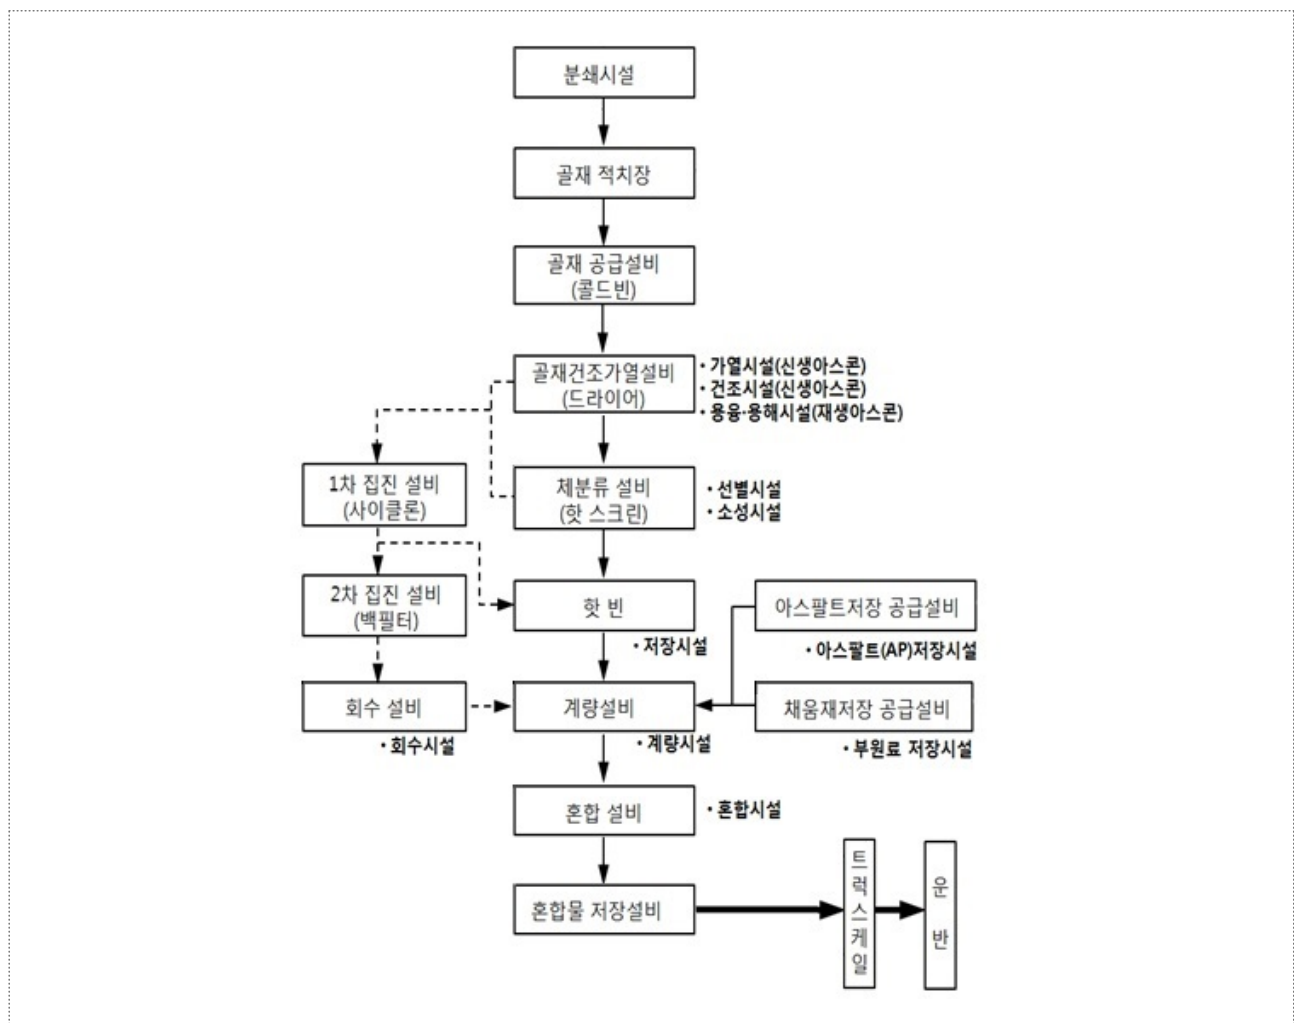 분쇄시설
골재 적치장
골재 공급설비
(콜드빈)
골재건조가열설비
(드라이어)
• 가열시설(신생아스콘)
• 건조시설(신생아스콘)
• 용융·용해시설(재생아스콘)
1차 집진 설비
(사이클론)
체분류 설비
(핫 스크린)
• 선별시설
• 소성시설
2차 집진 설비
(백필터)
핫 빈
• 저장시설
아스팔트저장 공급설비
• 아스팔트(AP)저장시설
회수 설비
• 회수시설
계량설비
• 계량시설
채움재저장 공급설비
• 부원료 저장시설
혼합 설비
• 혼합시설
혼합물 저장설비
트럭스케일
운반